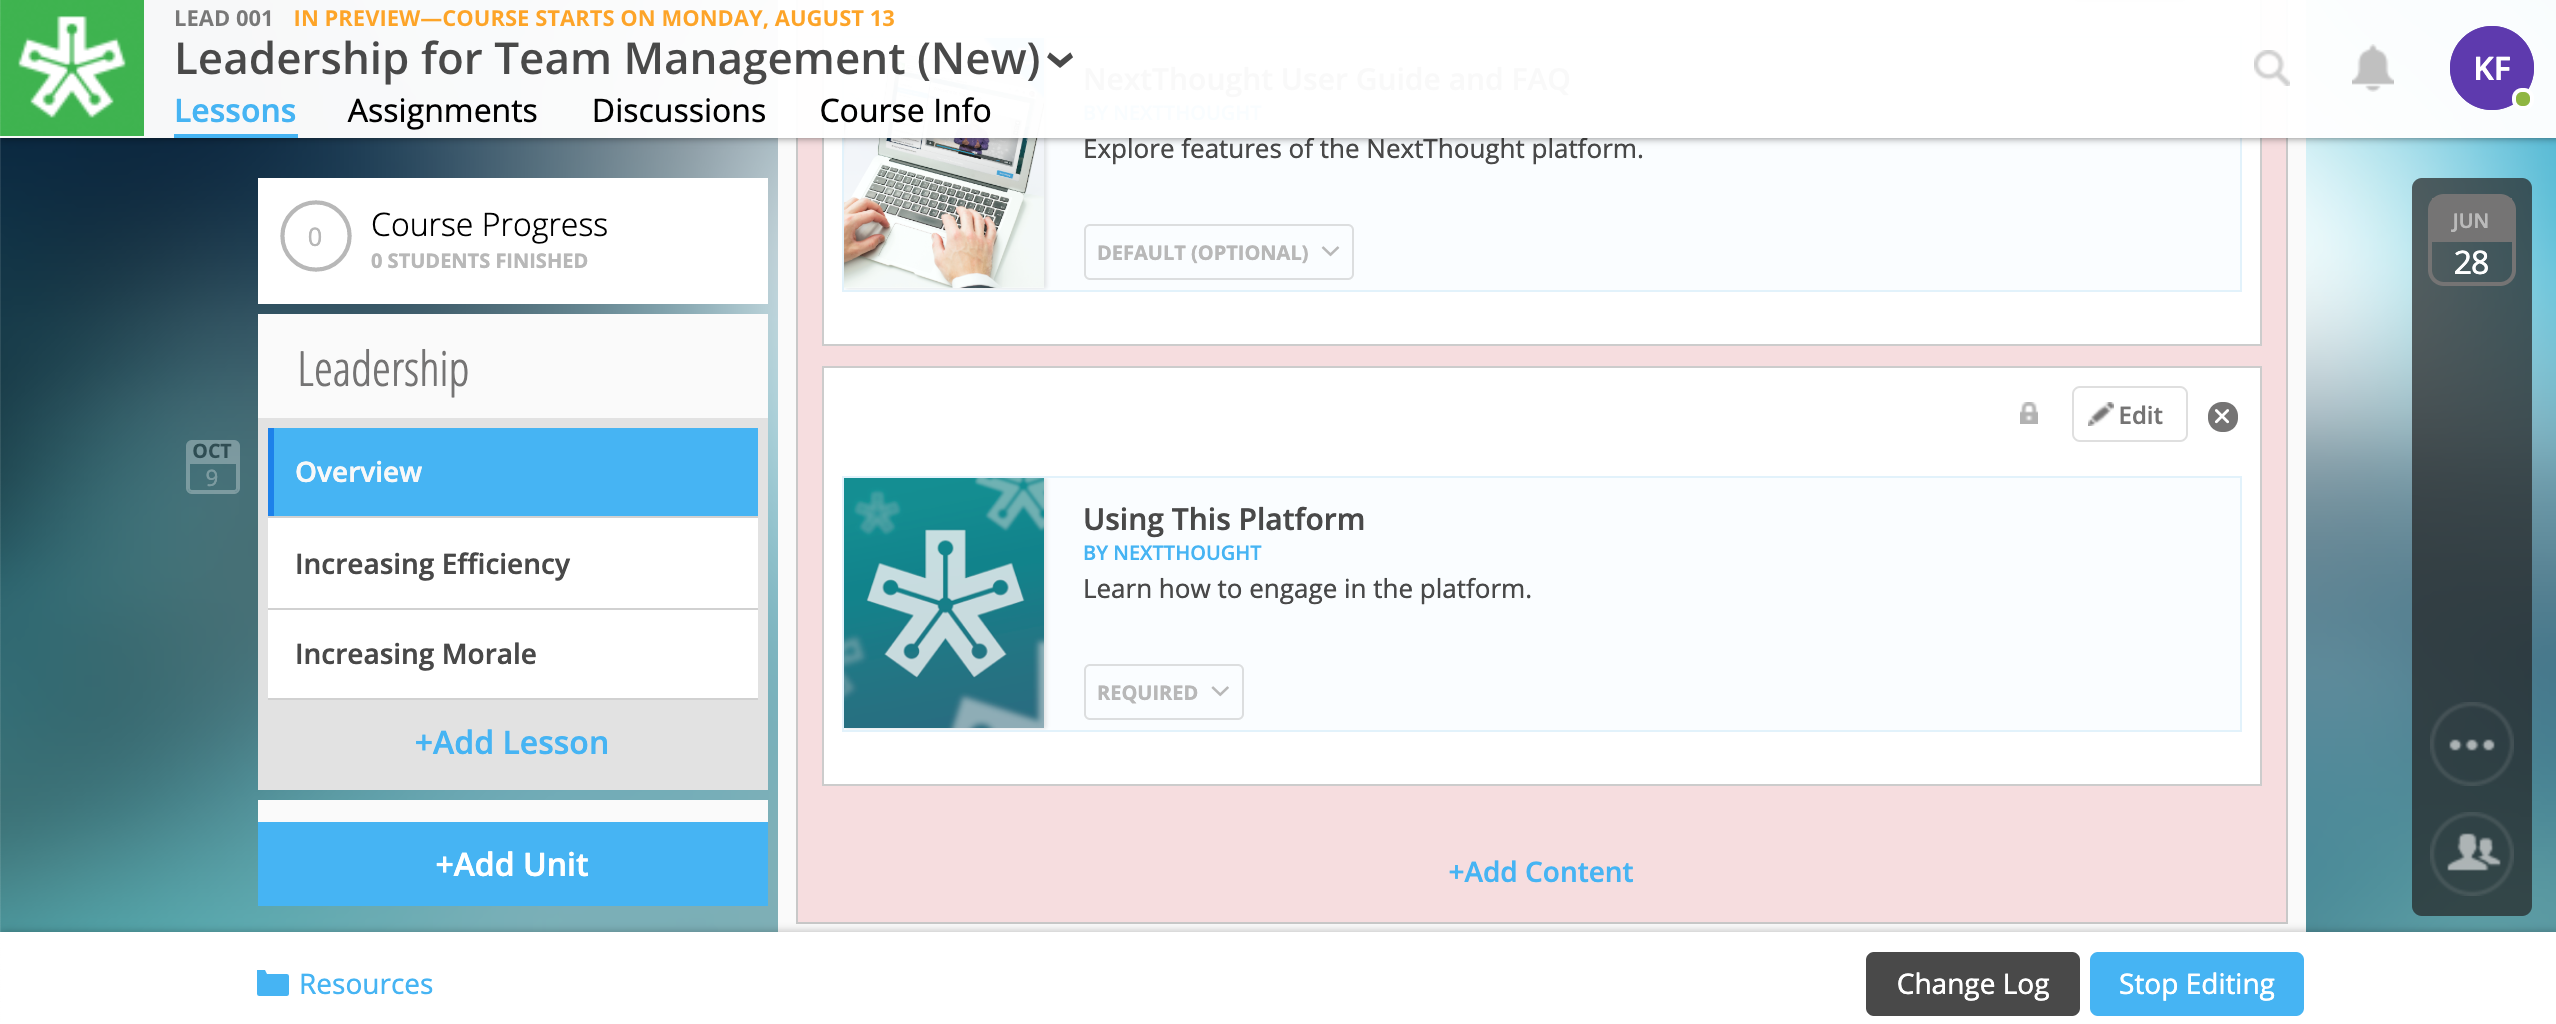 LEAD 001 IN PREVIEW—COURSE STARTS ON MONDAY, AUGUST 13
Leadership for Team Management (New)
Lessons Assignments Discussions Course Info
KF
NextThought User Guide and FAQ
BY NEXTTHOUGHT
Explore features of the NextThought platform.
DEFAULT (OPTIONAL)
0
Course Progress
0 STUDENTS FINISHED
Leadership
OCT
9
Overview
Increasing Efficiency
Increasing Morale
+Add Lesson
+Add Unit
Edit
Using This Platform
BY NEXTTHOUGHT
Learn how to engage in the platform.
REQUIRED
+Add Content
JUN
28
Resources
Change Log
Stop Editing